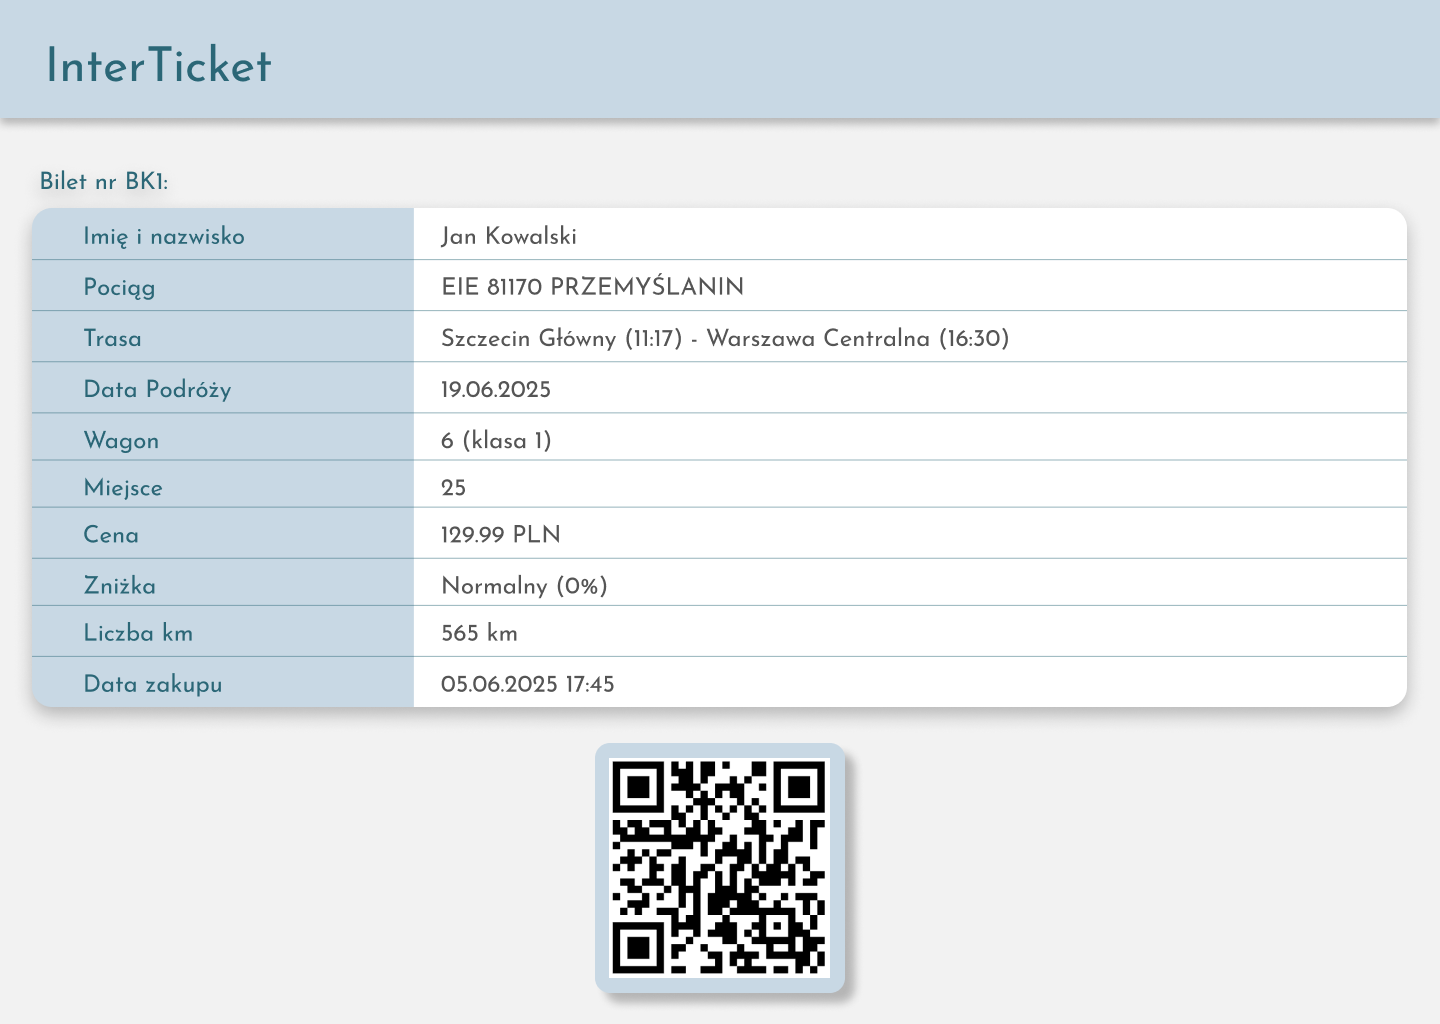 InterTicket
Bilet nr BK1:
Imię i nazwisko Jan Kowalski
Pociąg EIE 81170 PRZEMYŚLANIN
Trasa Szczecin Główny (11:17) - Warszawa Centralna (16:30)
Data Podróży 19.06.2025
Wagon 6 (klasa 1)
Miejsce 25
Cena 129.99 PLN
Zniżka Normalny (0%)
Liczba km 565 km
Data zakupu 05.06.2025 17:45